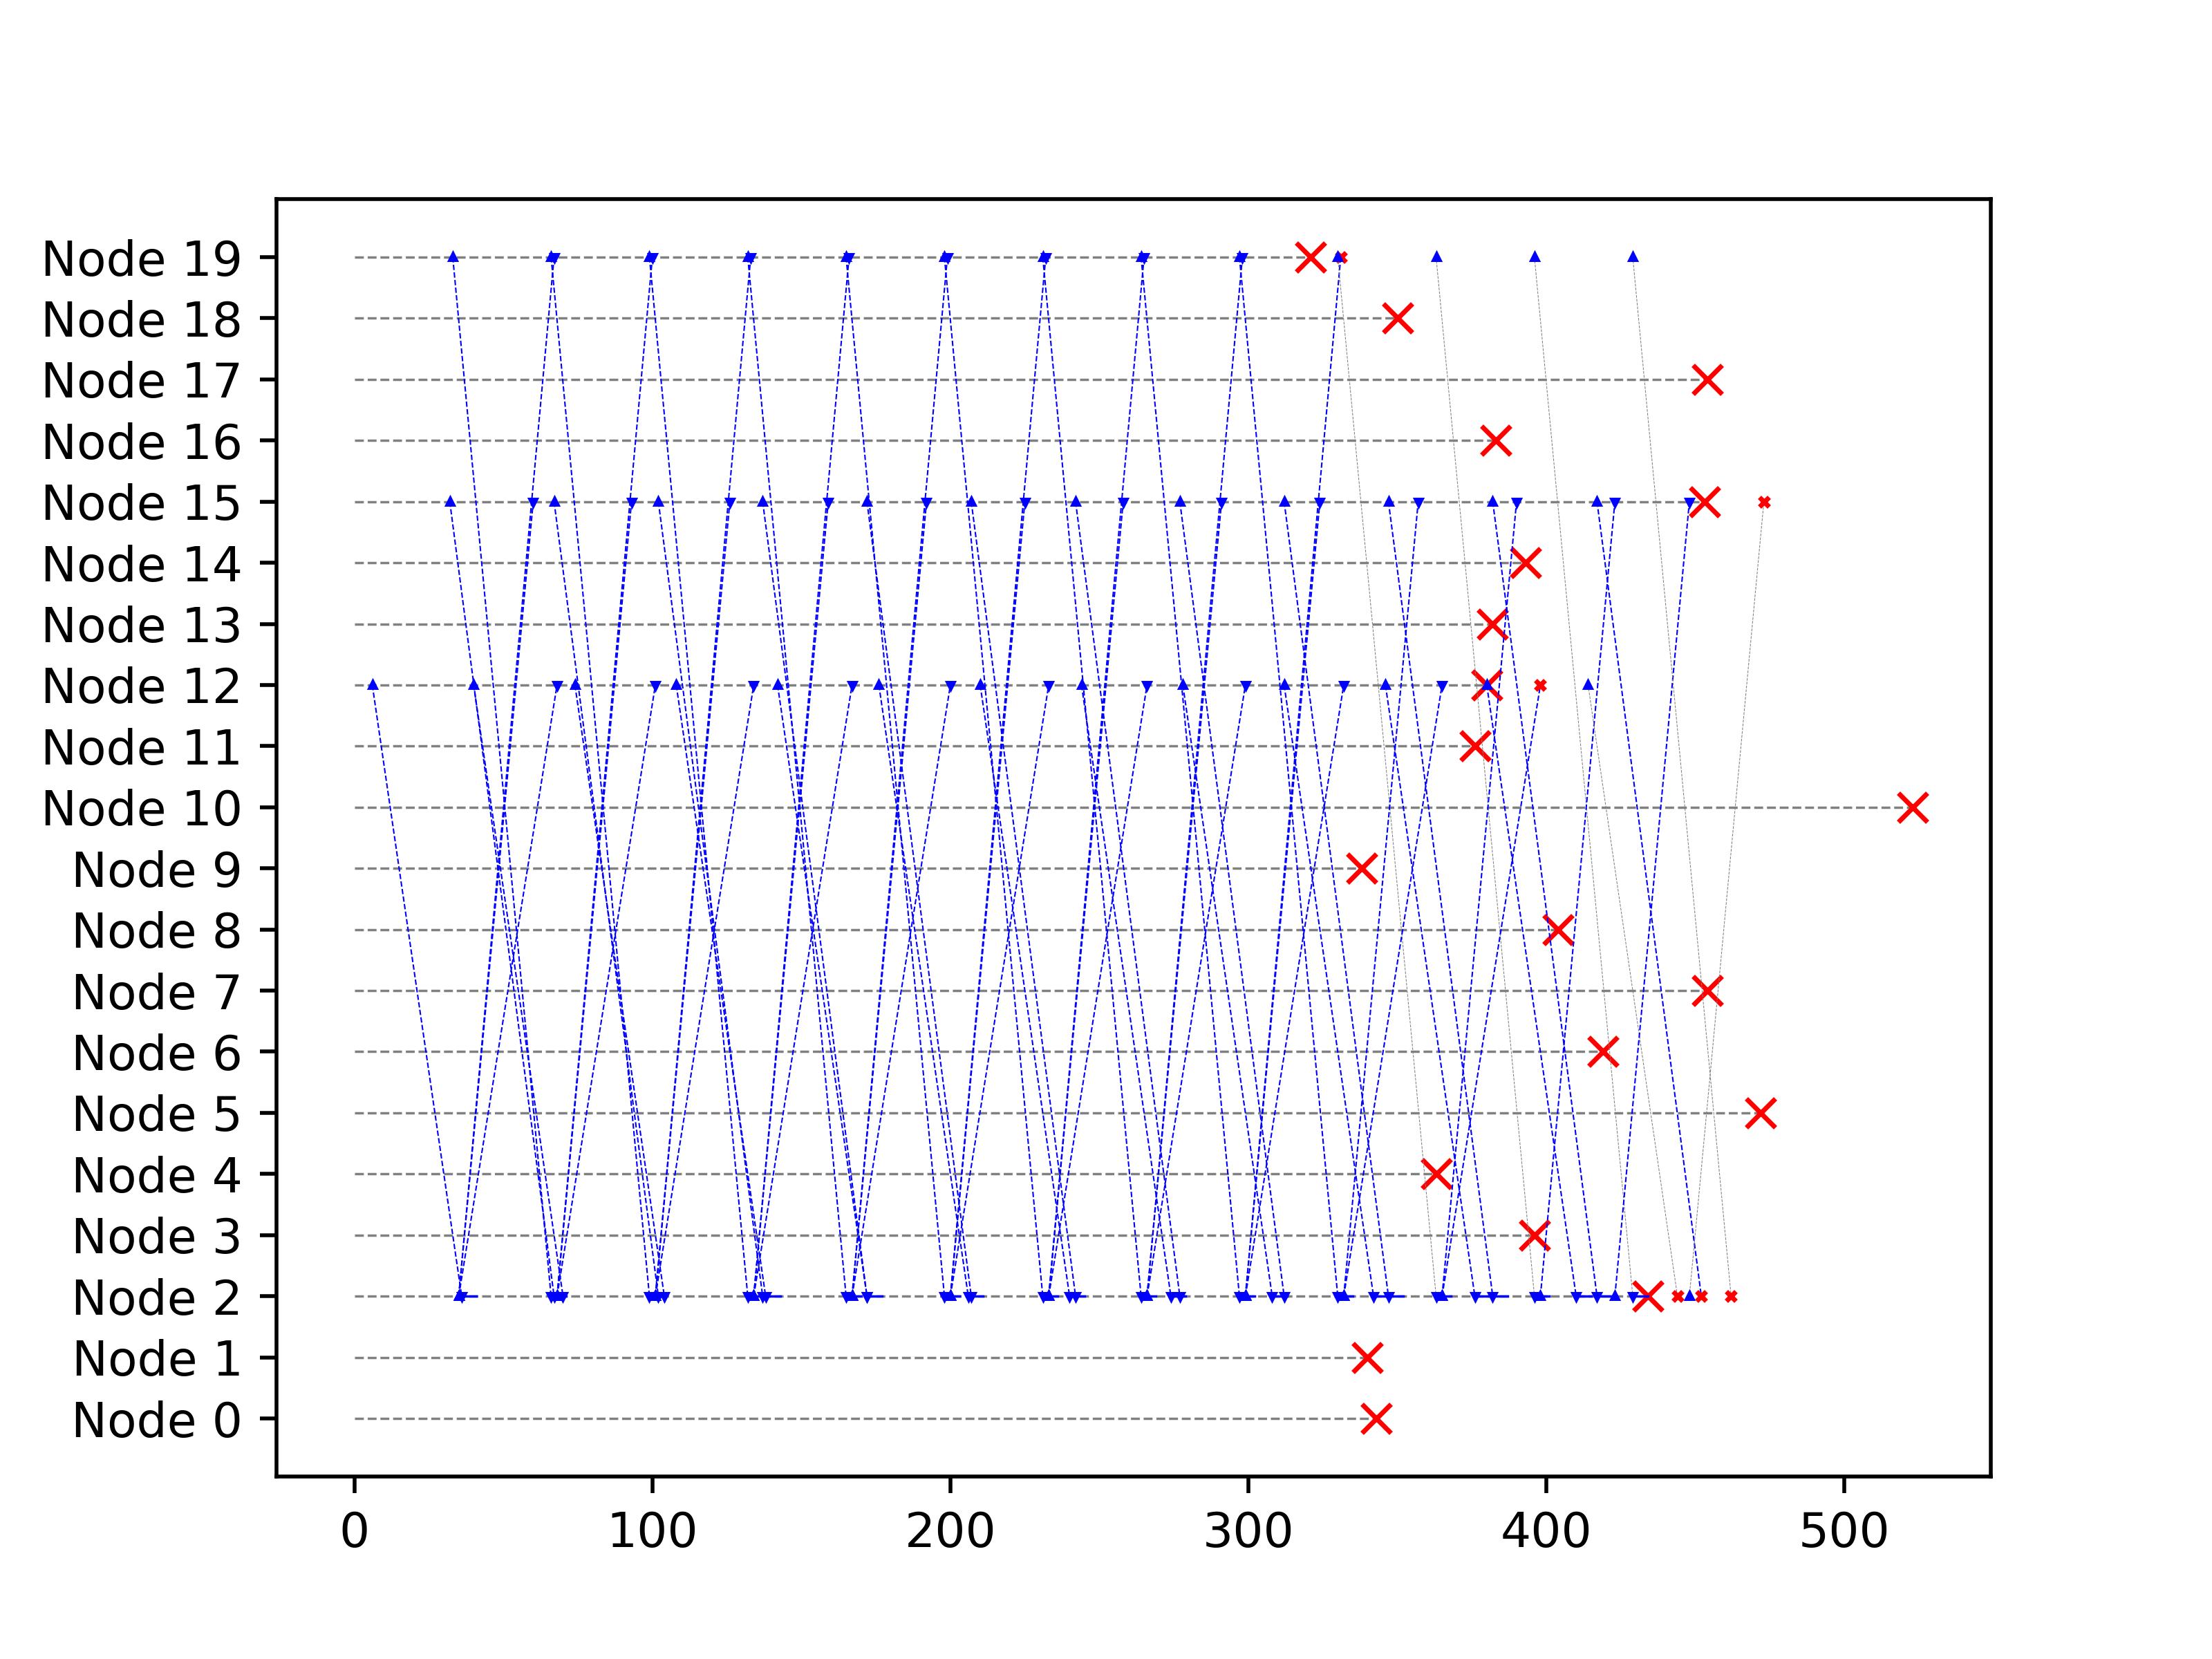 Node 19
Node 18
Node 17
Node 16
Node 15
Node 14
Node 13
Node 12
Node 11
Node 10
Node 9
Node 8
Node 7
Node 6
Node 5
Node 4
Node 3
Node 2
Node 1
Node 0
0 100 200 300 400 500